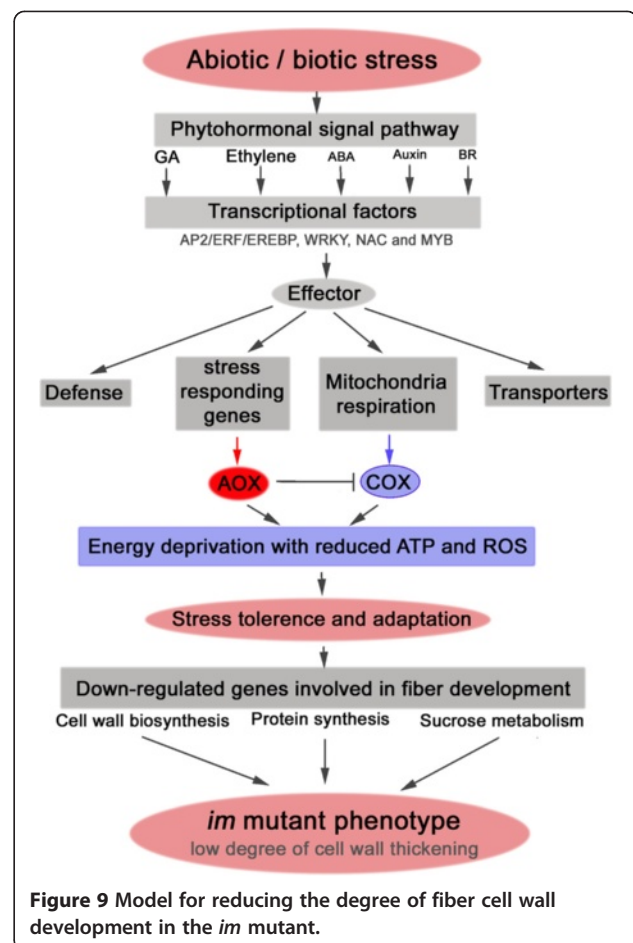 Abiotic / biotic stress
Phytohormonal signal pathway
GA Ethylene ABA Auxin BR
Transcriptional factors
AP2/ERF/EREBP, WRKY, NAC and MYB
Effector
Defense
stress
responding
genes
Mitochondria
respiration
Transporters
AOX
COX
Energy deprivation with reduced ATP and ROS
Stress tolerence and adaptation
Down-regulated genes involved in fiber development
Cell wall biosynthesis Protein synthesis Sucrose metabolism
im mutant phenotype
low degree of cell wall thickening
Figure 9 Model for reducing the degree of fiber cell wall
development in the im mutant.